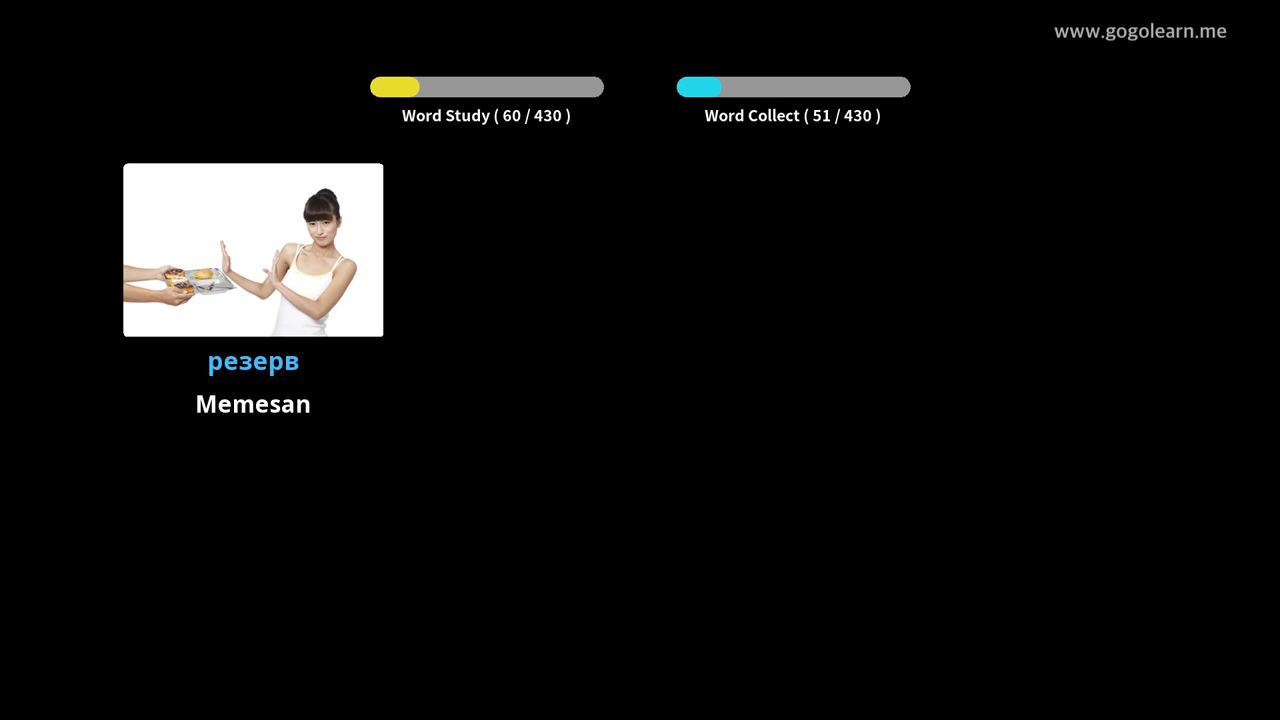 www.gogolearn.me
Word Study ( 60 / 430 )
Word Collect ( 51 / 430 )
резерв
Memesan